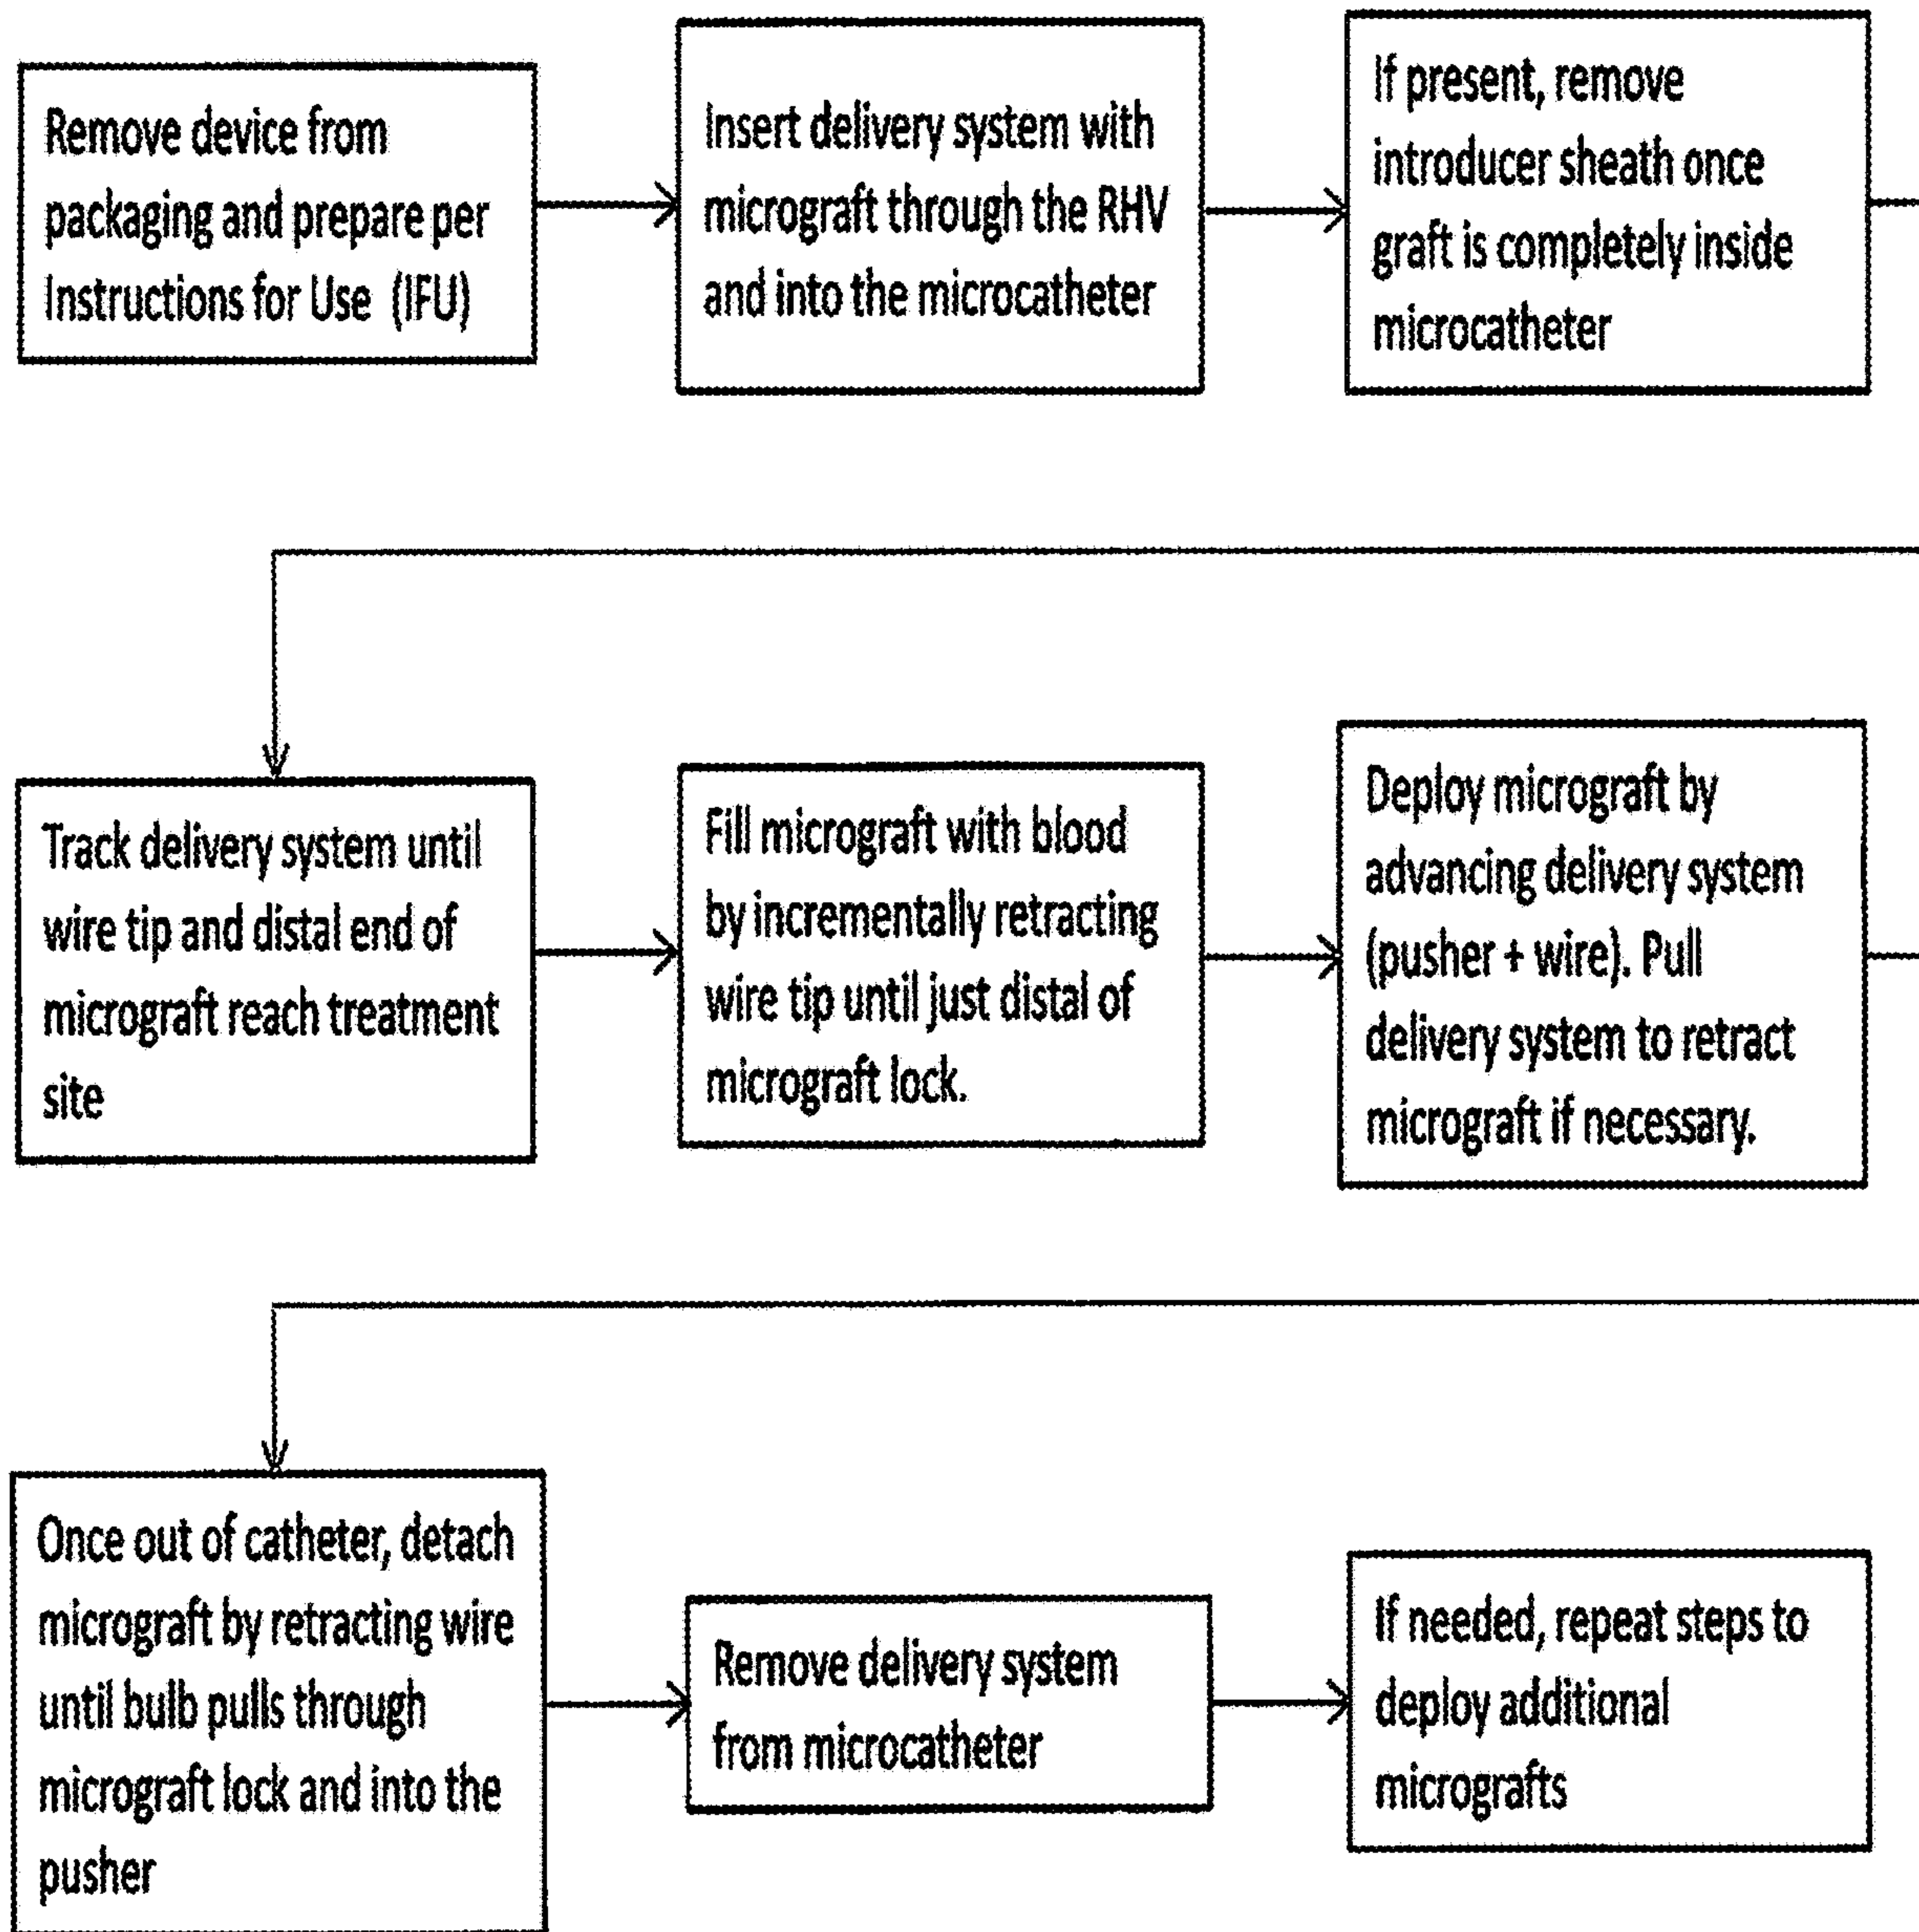 Remove device from
packaging and prepare per
Instructions for Use (IFU)
Insert delivery system with
micrograft through the RHV
and into the microcatheter
If present, remove
introducer sheath once
graft is completely inside
microcatheter
Track delivery system until
wire tip and distal end of
micrograft reach treatment
site
Fill micrograft with blood
by incrementally retracting
wire tip until just distal of
micrograft lock.
Deploy micrograft by
advancing delivery system
(pusher + wire). Pull
delivery system to retract
micrograft if necessary.
Once out of catheter, detach
micrograft by retracting wire
until bulb pulls through
micrograft lock and into the
pusher
Remove delivery system
from microcatheter
If needed, repeat steps to
deploy additional
micrografts